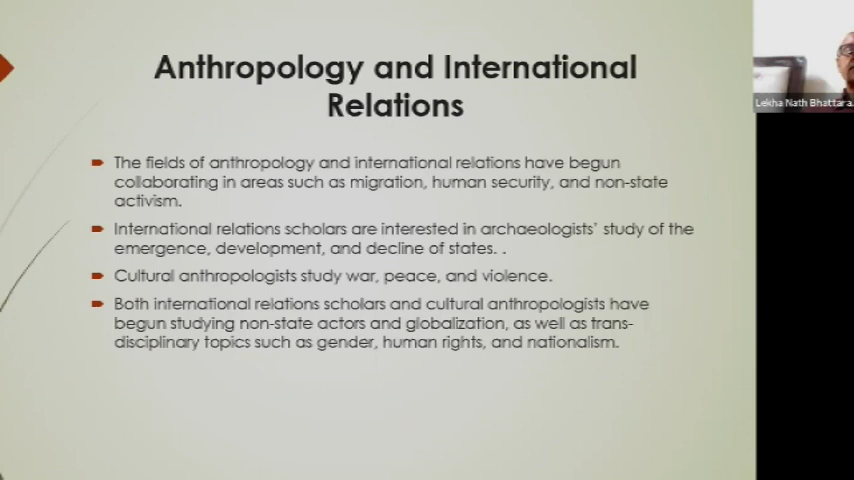 Anthropology and International
Relations
The fields of anthropology and international relations have begun
collaborating in areas such as migration, human security, and non-state
activism.
International relations scholars are interested in archaeologists' study of the
emergence, development, and decline of states. .
Cultural anthropologists study war, peace, and violence.
Both international relations scholars and cultural anthropologists have
begun studying non-state actors and globalization, as well as trans-
disciplinary topics such as gender, human rights, and nationalism.
Lekha Nath Bhattara.